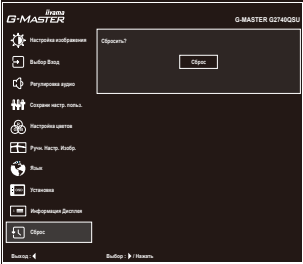 iiyama
G-MASTER
G-MASTER G2740QSU
Настройка изображения
Сбросить?
Выбор Вход
Сброс
Регулировка аудио
Сохрани настр. польз.
Настройка цветов
Ручн. Настр. Изобр.
Язык
Установки
Информация Дисплея
Сброс
Выход :
Выбор : / Нажать